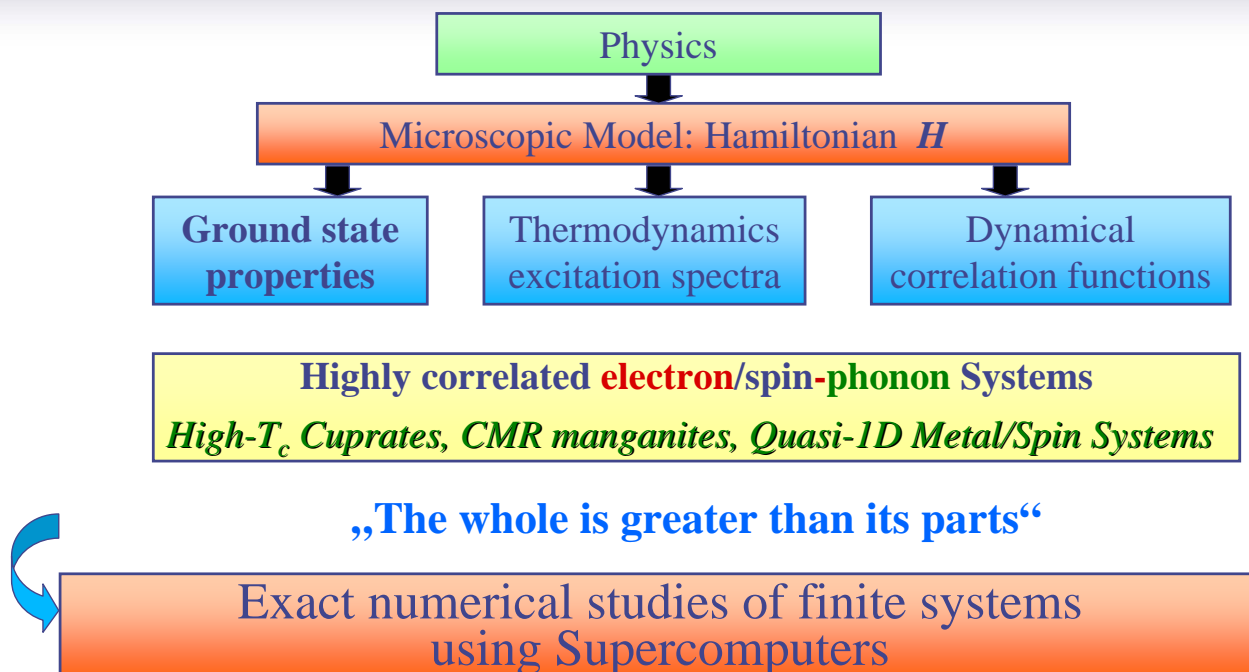 Physics
Microscopic Model: Hamiltonian H
Ground state
properties
Thermodynamics
excitation spectra
Dynamical
correlation functions
Highly correlated electron/spin-phonon Systems
High-Tc Cuprates, CMR manganites, Quasi-1D Metal/Spin Systems
„The whole is greater than its parts“
Exact numerical studies of finite systems
using Supercomputers